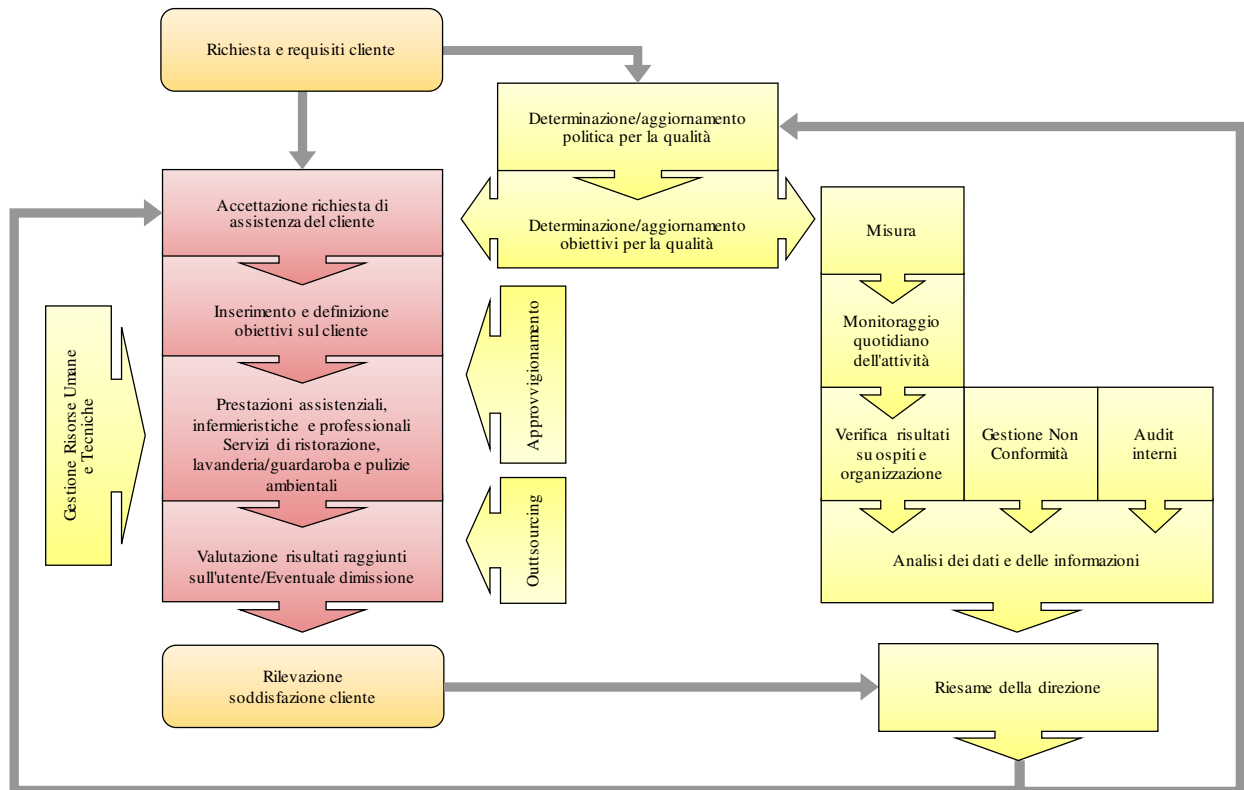 Richiesta e requisiti cliente
Determinazione/aggiornamento
politica per la qualità
Accettazione richiesta di
assistenza del cliente
Determinazione/aggiornamento
obiettivi per la qualità
Misura
Inserimento e definizione
obiettivi sul cliente
Approvvigionamento
Monitoraggio
quotidiano
dell'attività
Gestione Risorse Umane
e Tecniche
Prestazioni assistenziali,
infermieristiche e professionali
Servizi di ristorazione,
lavanderia/guardaroba e pulizie
ambientali
Verifica risultati
su ospiti e
organizzazione
Gestione Non
Conformità
Audit
interni
Outtsourcing
Valutazione risultati raggiunti
sull'utente/Eventuale dimissione
Analisi dei dati e delle informazioni
Rilevazione
soddisfazione cliente
Riesame della direzione